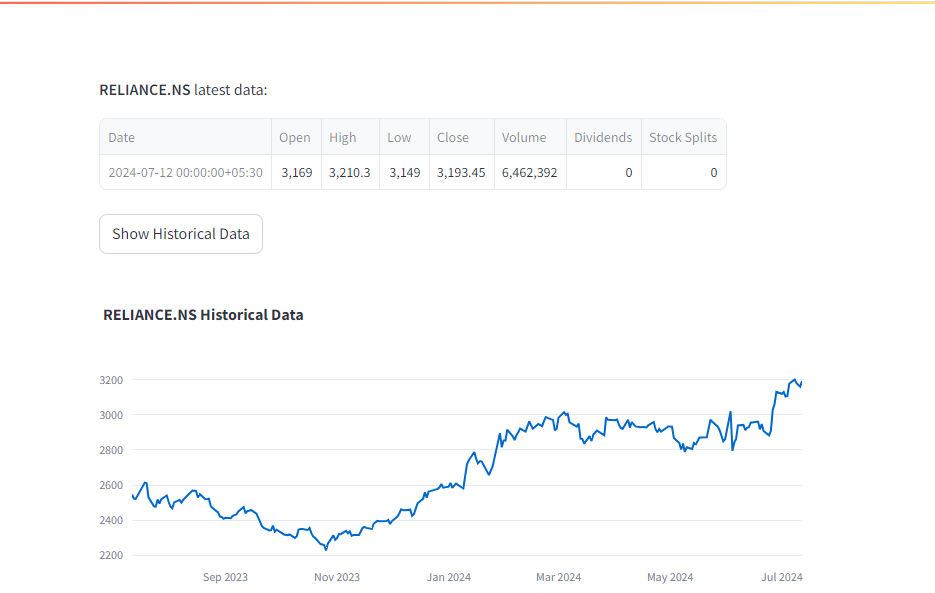 RELIANCE.NS latest data:
Date Open High Low Close Volume Dividends Stock Splits
2024-07-12 00:00:00+05:30 3,169 3,210.3 3,149 3,193.45 6,462,392 0 0
Show Historical Data
RELIANCE.NS Historical Data
3200
3000
2800
2600
2400
2200
Sep 2023 Nov 2023 Jan 2024 Mar 2024 May 2024 Jul 2024